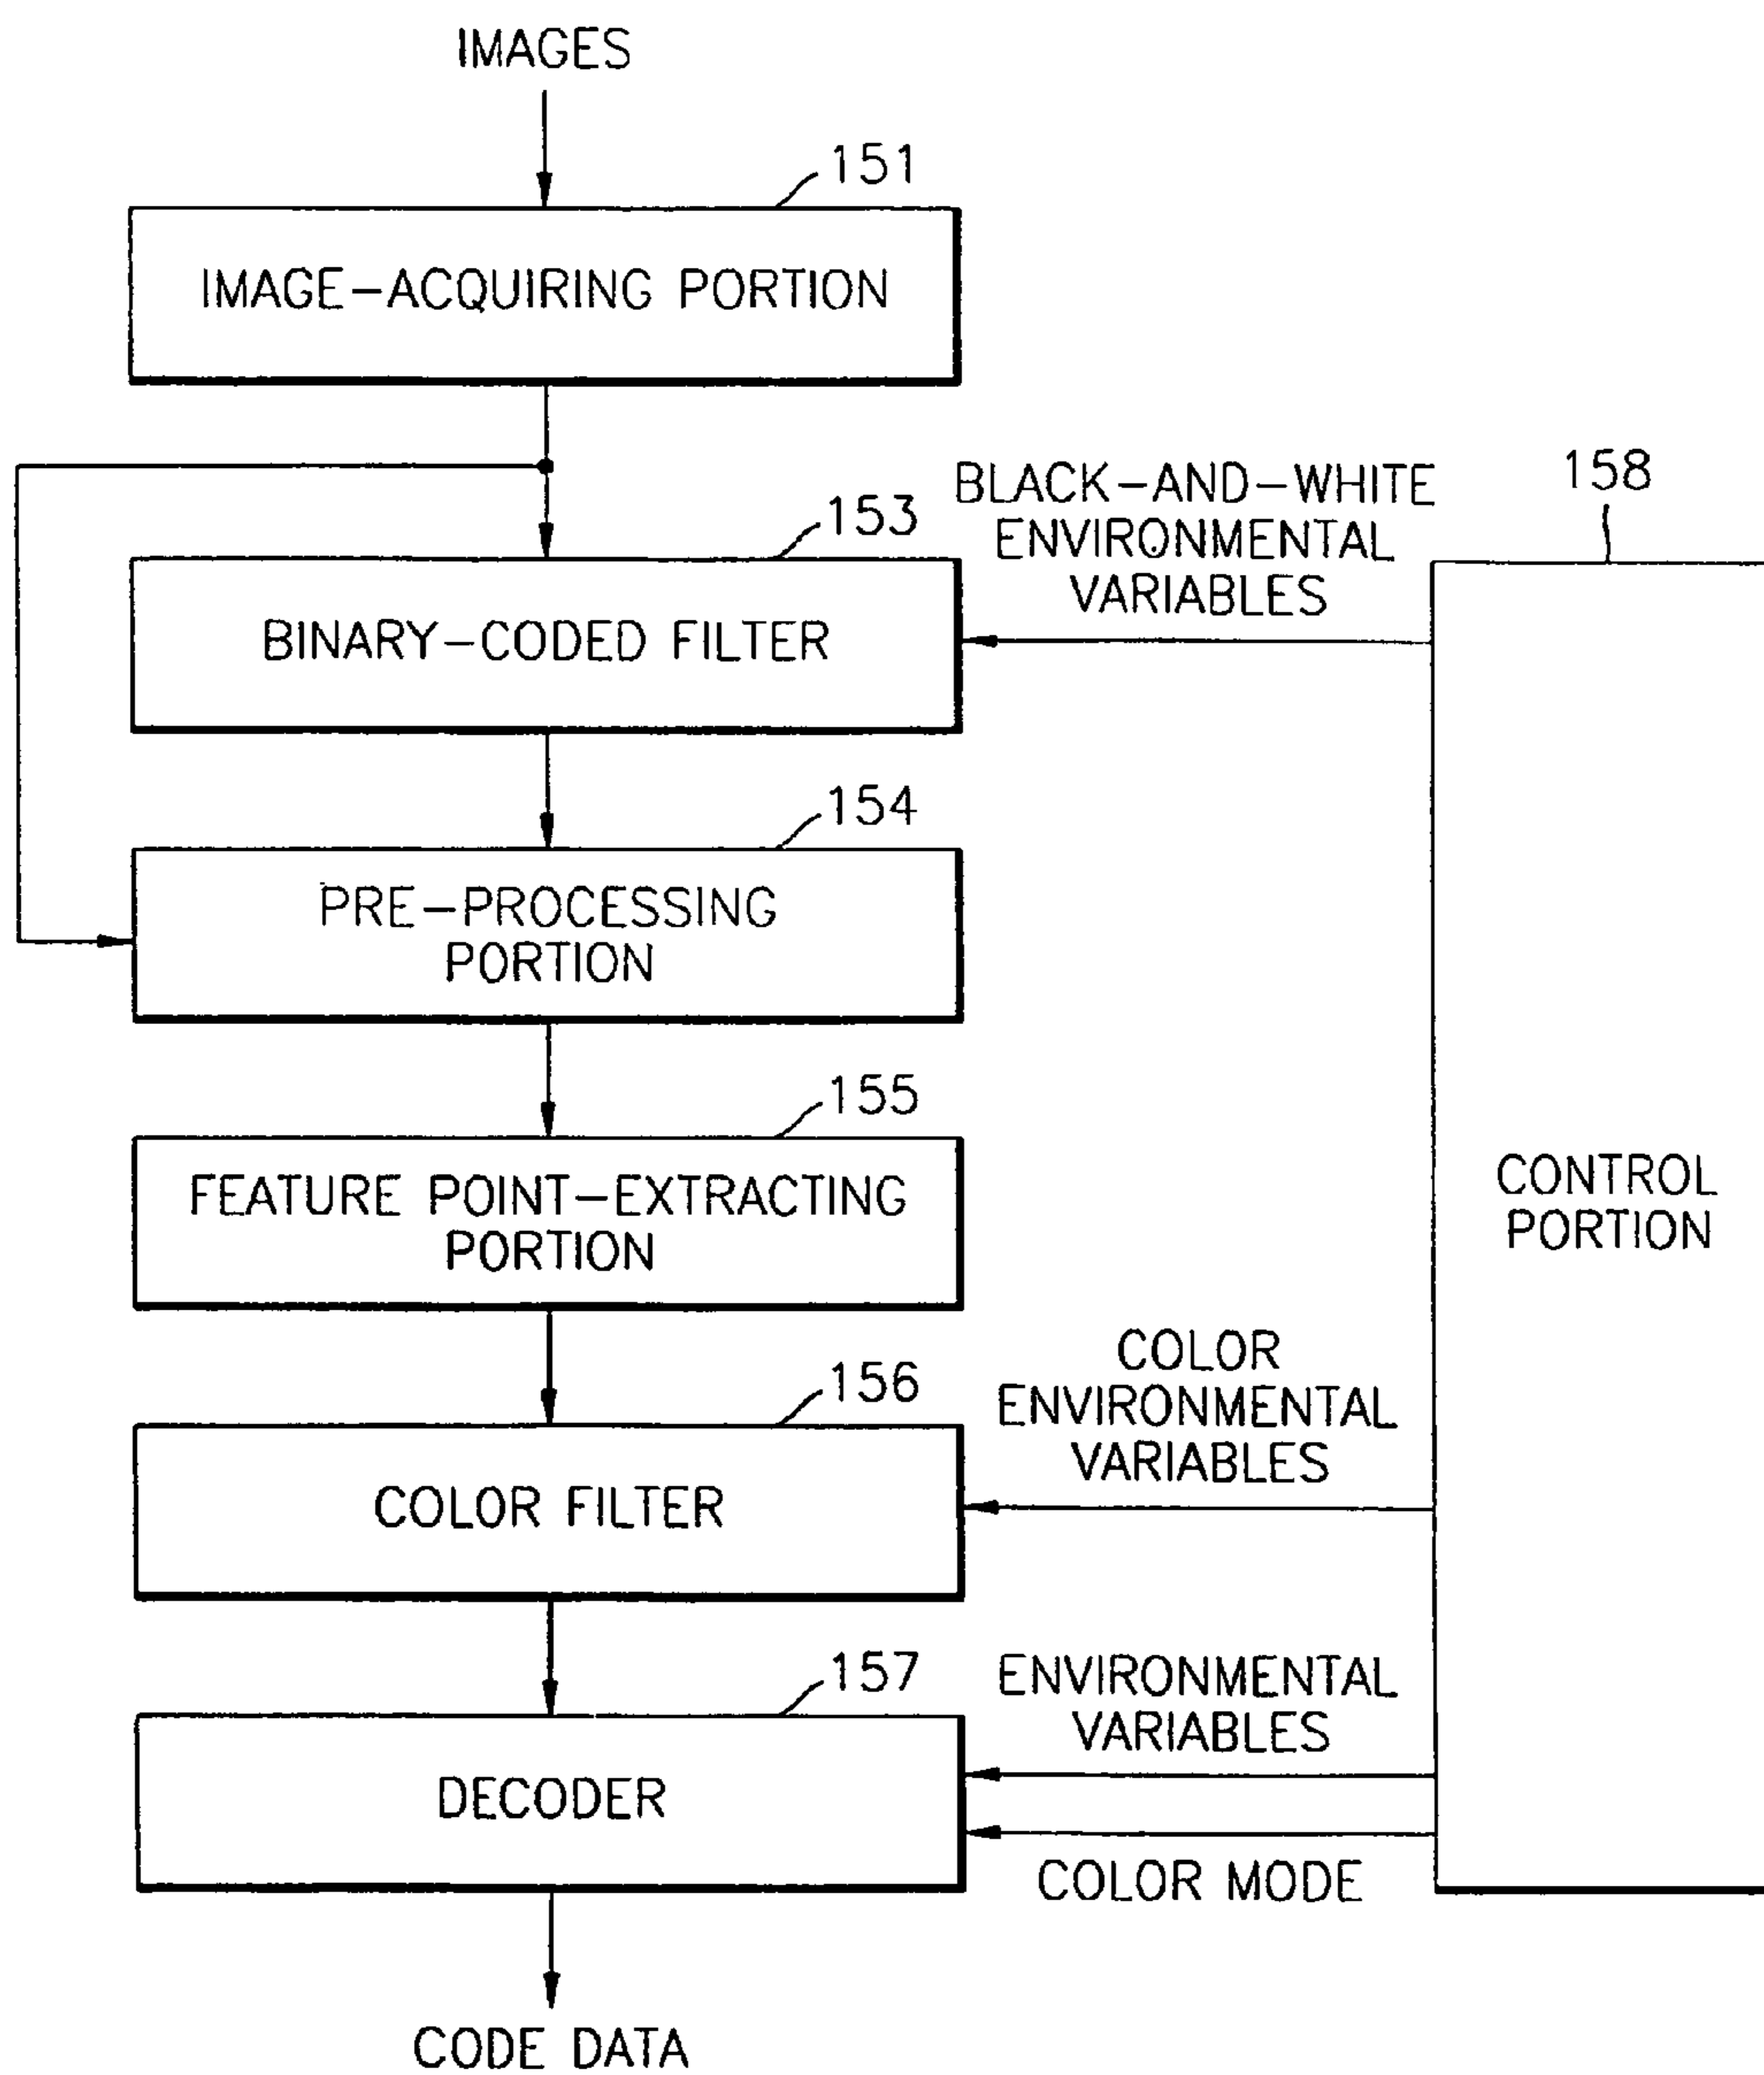 IMAGES
151
IMAGE-ACQUIRING PORTION
153
BINARY-CODED FILTER
BLACK-AND-WHITE
ENVIRONMENTAL
VARIABLES
158
154
PRE-PROCESSING
PORTION
155
FEATURE POINT-EXTRACTING
PORTION
CONTROL
PORTION
156
COLOR FILTER
COLOR
ENVIRONMENTAL
VARIABLES
157
DECODER
ENVIRONMENTAL
VARIABLES
COLOR MODE
CODE DATA